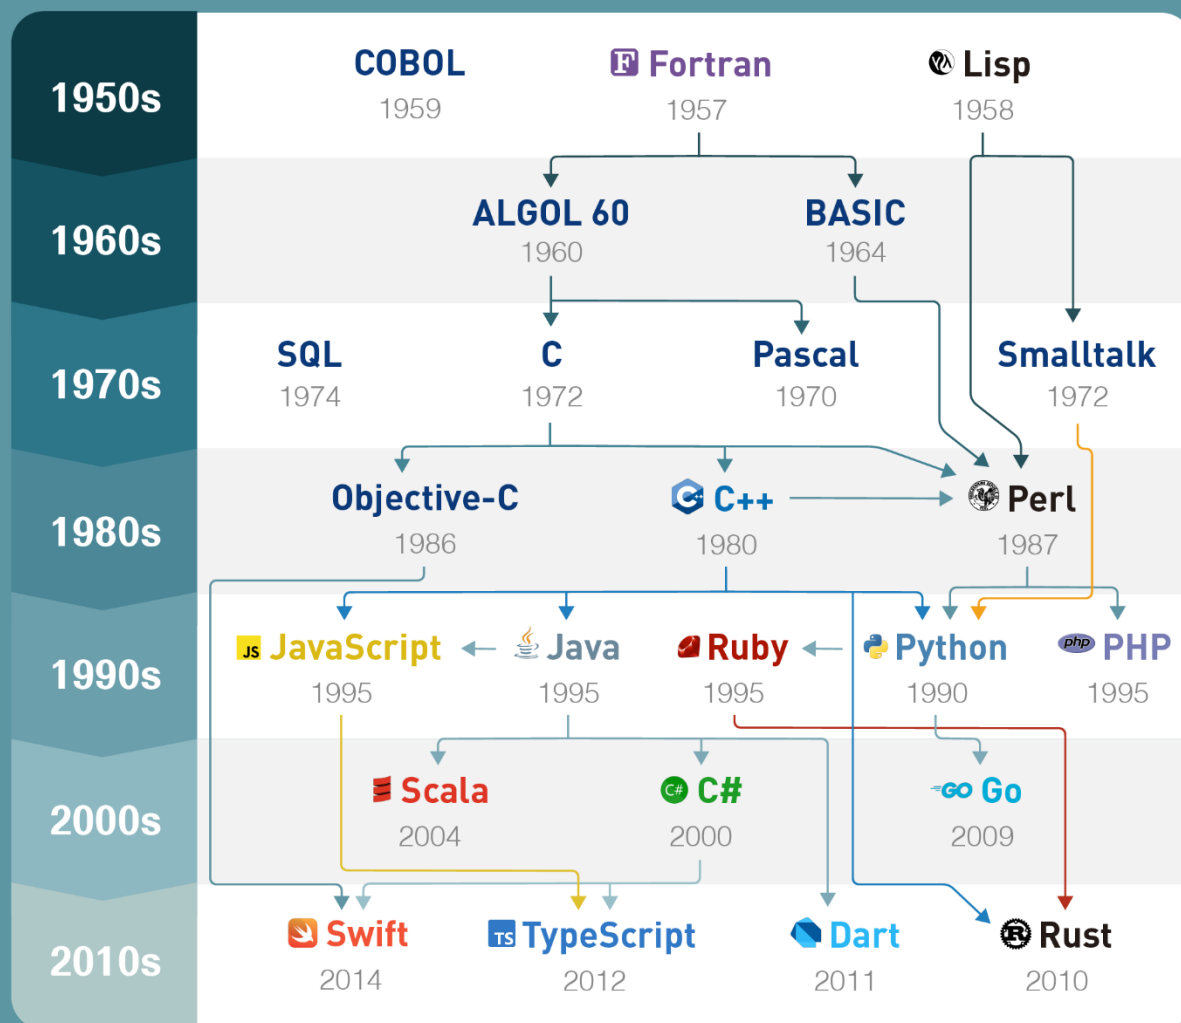 1950s
COBOL
1959
Fortran
1957
Lisp
1958
1960s
ALGOL 60
1960
BASIC
1964
1970s
SQL
1974
C
1972
Pascal
1970
Smalltalk
1972
1980s
Objective-C
1986
C++
1980
Perl
1987
1990s
JS JavaScript
1995
Java
1995
Ruby
1995
Python
1990
php PHP
1995
2000s
Scala
2004
C# C#
2000
GO Go
2009
2010s
Swift
2014
TS TypeScript
2012
Dart
2011
R Rust
2010